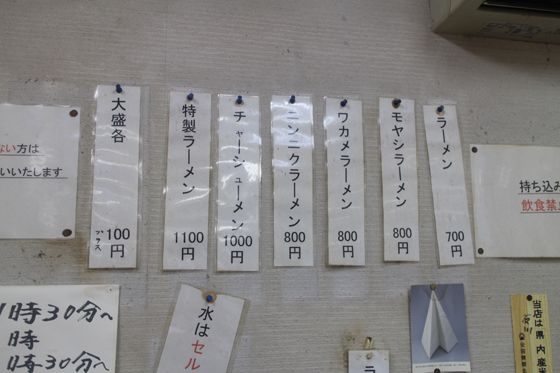 ラーメン
700円
モヤシラーメン
800円
ワカメラーメン
800円
ニンニクラーメン
800円
チャーシューメン
1000円
特製ラーメン
1100円
大盛各
プラス
100円
ない方は
いいたします
持ち込み
飲食禁
1時30分へ
時
時30分へ
水はセル
ラ
当店は県内産米